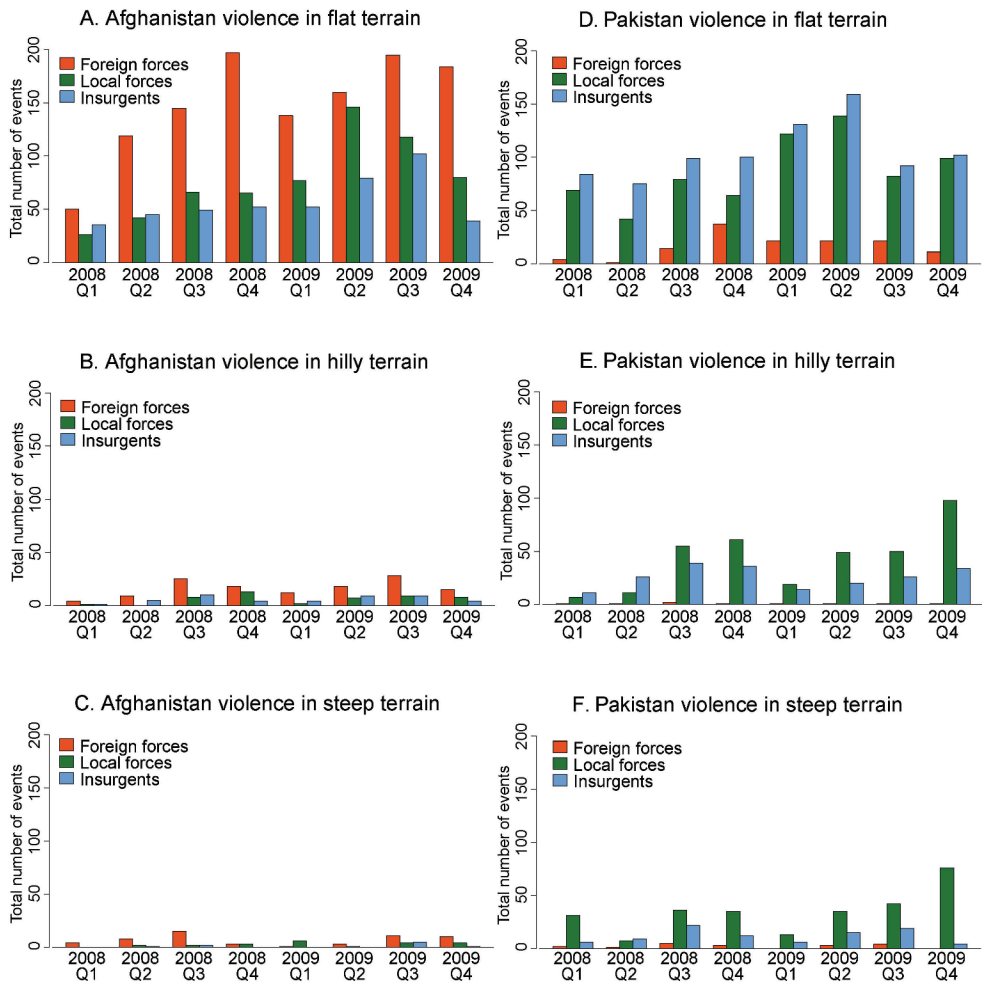 A. Afghanistan violence in flat terrain
Total number of events
0 50 100 150 200
Foreign forces
Local forces
Insurgents
2008 2008 2008 2008 2009 2009 2009 2009
Q1 Q2 Q3 Q4 Q1 Q2 Q3 Q4
D. Pakistan violence in flat terrain
Total number of events
0 50 100 150 200
Foreign forces
Local forces
Insurgents
2008 2008 2008 2008 2009 2009 2009 2009
Q1 Q2 Q3 Q4 Q1 Q2 Q3 Q4
B. Afghanistan violence in hilly terrain
Total number of events
0 50 100 150 200
Foreign forces
Local forces
Insurgents
2008 2008 2008 2008 2009 2009 2009 2009
Q1 Q2 Q3 Q4 Q1 Q2 Q3 Q4
E. Pakistan violence in hilly terrain
Total number of events
0 50 100 150 200
Foreign forces
Local forces
Insurgents
2008 2008 2008 2008 2009 2009 2009 2009
Q1 Q2 Q3 Q4 Q1 Q2 Q3 Q4
C. Afghanistan violence in steep terrain
Total number of events
0 50 100 150 200
Foreign forces
Local forces
Insurgents
2008 2008 2008 2008 2009 2009 2009 2009
Q1 Q2 Q3 Q4 Q1 Q2 Q3 Q4
F. Pakistan violence in steep terrain
Total number of events
0 50 100 150 200
Foreign forces
Local forces
Insurgents
2008 2008 2008 2008 2009 2009 2009 2009
Q1 Q2 Q3 Q4 Q1 Q2 Q3 Q4